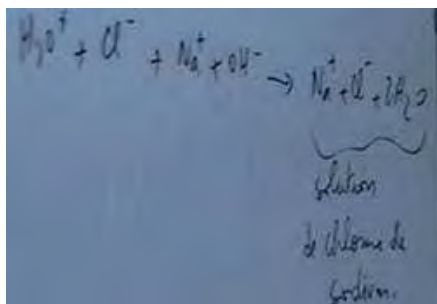 H₃O⁺ + Cl⁻ + Na⁺ + OH⁻ → Na⁺ + Cl⁻ + 2H₂O
solution
de chlorure de
sodium.